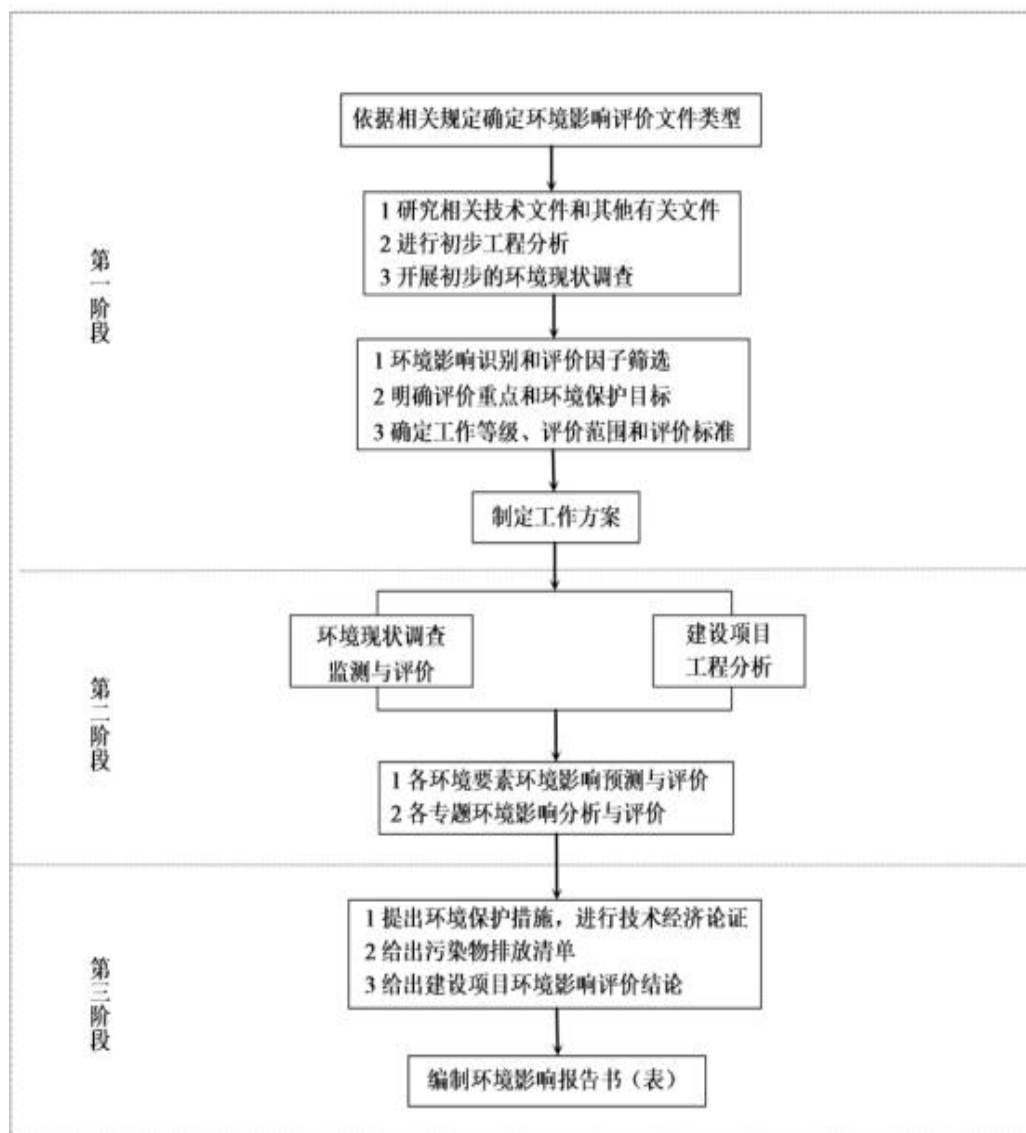 第一阶段
依据相关规定确定环境影响评价文件类型
1 研究相关技术文件和其他有关文件
2 进行初步工程分析
3 开展初步的环境现状调查
1 环境影响识别和评价因子筛选
2 明确评价重点和环境保护目标
3 确定工作等级、评价范围和评价标准
制定工作方案
第二阶段
环境现状调查
监测与评价
建设项目
工程分析
1 各环境要素环境影响预测与评价
2 各专题环境影响分析与评价
第三阶段
1 提出环境保护措施，进行技术经济论证
2 给出污染物排放清单
3 给出建设项目环境影响评价结论
编制环境影响报告书（表）